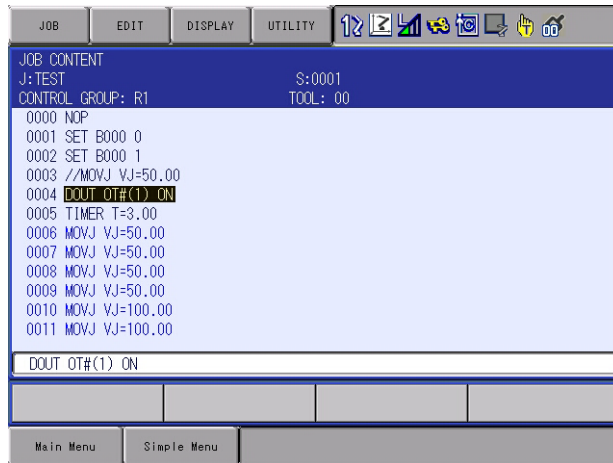 JOB EDIT DISPLAY UTILITY
JOB CONTENT
J:TEST S:0001
CONTROL GROUP: R1 TOOL: 00
0000 NOP
0001 SET B000 0
0002 SET B000 1
0003 //MOVJ VJ=50.00
0004 DOUT OT#(1) ON
0005 TIMER T=3.00
0006 MOVJ VJ=50.00
0007 MOVJ VJ=50.00
0008 MOVJ VJ=50.00
0009 MOVJ VJ=50.00
0010 MOVJ VJ=100.00
0011 MOVJ VJ=100.00
DOUT OT#(1) ON
Main Menu Simple Menu